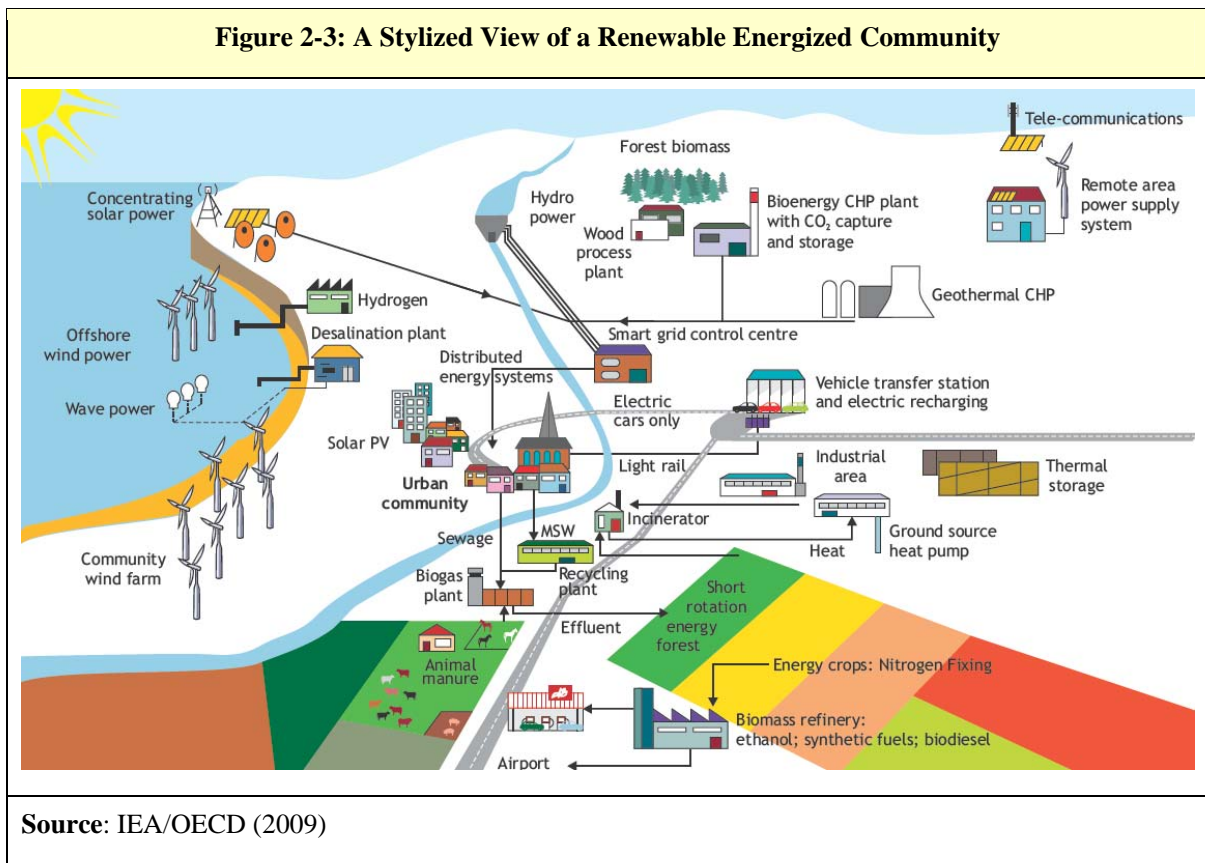 Figure 2-3: A Stylized View of a Renewable Energized Community
Tele-communications
Forest biomass
Concentrating
solar power
Hydro
power
Bioenergy CHP plant
with CO₂ capture
and storage
Remote area
power supply
system
Wood
process
plant
Hydrogen
Geothermal CHP
Offshore
wind power
Desalination plant
Smart grid control centre
Distributed
energy systems
Wave power
Electric
cars only
Vehicle transfer station
and electric recharging
Solar PV
Light rail
Urban
community
Industrial
area
Thermal
storage
Incinerator
Sewage
MSW
Heat
Ground source
heat pump
Community
wind farm
Biogas
plant
Recycling
plant
Short
rotation
energy
forest
Effluent
Animal
manure
Energy crops: Nitrogen Fixing
Biomass refinery:
ethanol; synthetic fuels; biodiesel
Airport
Source: IEA/OECD (2009)